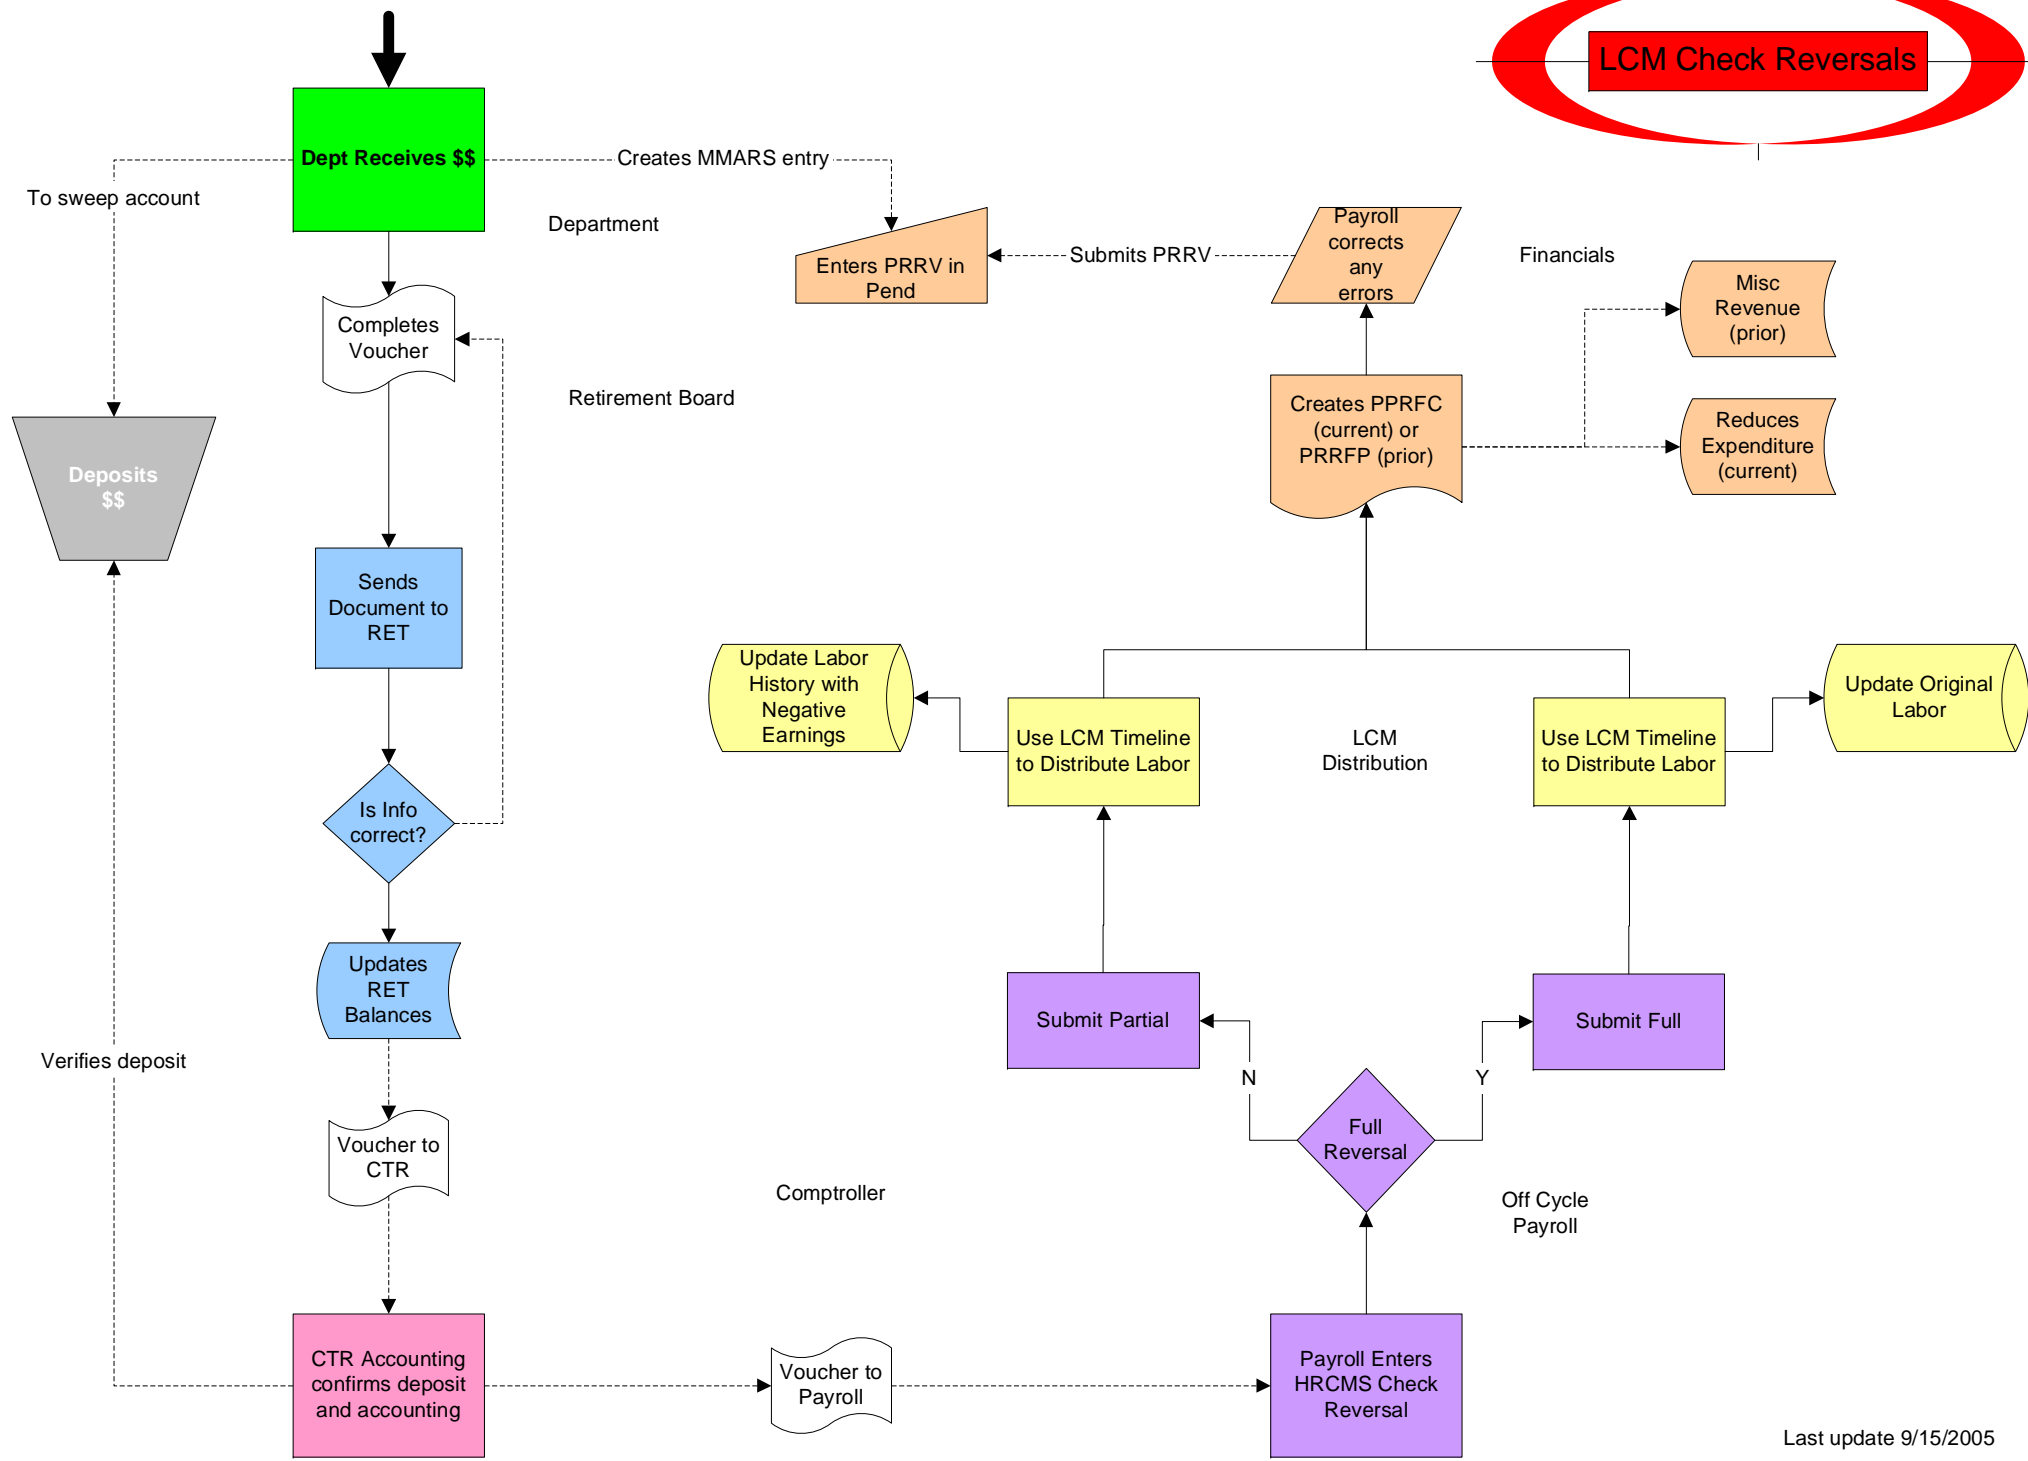 LCM Check Reversals
Dept Receives $$
Creates MMARS entry
To sweep account
Department
Enters PRRV in
Pend
Submits PRRV
Payroll
corrects
any
errors
Financials
Misc
Revenue
(prior)
Completes
Voucher
Retirement Board
Creates PPRFC
(current) or
PRRFP (prior)
Reduces
Expenditure
(current)
Deposits
$$
Sends
Document to
RET
Update Labor
History with
Negative
Earnings
Use LCM Timeline
to Distribute Labor
LCM
Distribution
Use LCM Timeline
to Distribute Labor
Update Original
Labor
Is Info
correct?
Updates
RET
Balances
Submit Partial
Submit Full
Verifies deposit
N
Y
Full
Reversal
Voucher to
CTR
Comptroller
Off Cycle
Payroll
CTR Accounting
confirms deposit
and accounting
Voucher to
Payroll
Payroll Enters
HRCMS Check
Reversal
Last update 9/15/2005